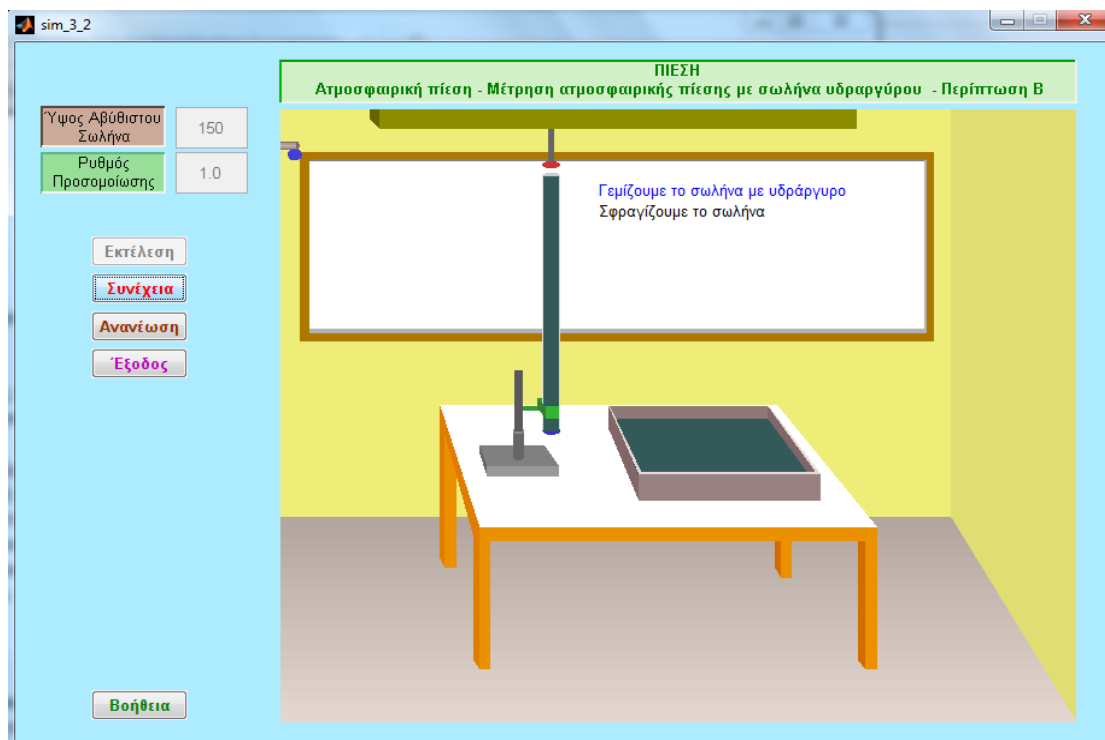 sim_3_2
ΠΙΕΣΗ
Ατμοσφαιρική πίεση - Μέτρηση ατμοσφαιρικής πίεσης με σωλήνα υδραργύρου - Περίπτωση Β
Ύψος Αβύθιστου
Σωλήνα
150
Ρυθμός
Προσομοίωσης
1.0
Γεμίζουμε το σωλήνα με υδράργυρο
Σφραγίζουμε το σωλήνα
Εκτέλεση
Συνέχεια
Ανανέωση
Έξοδος
Βοήθεια